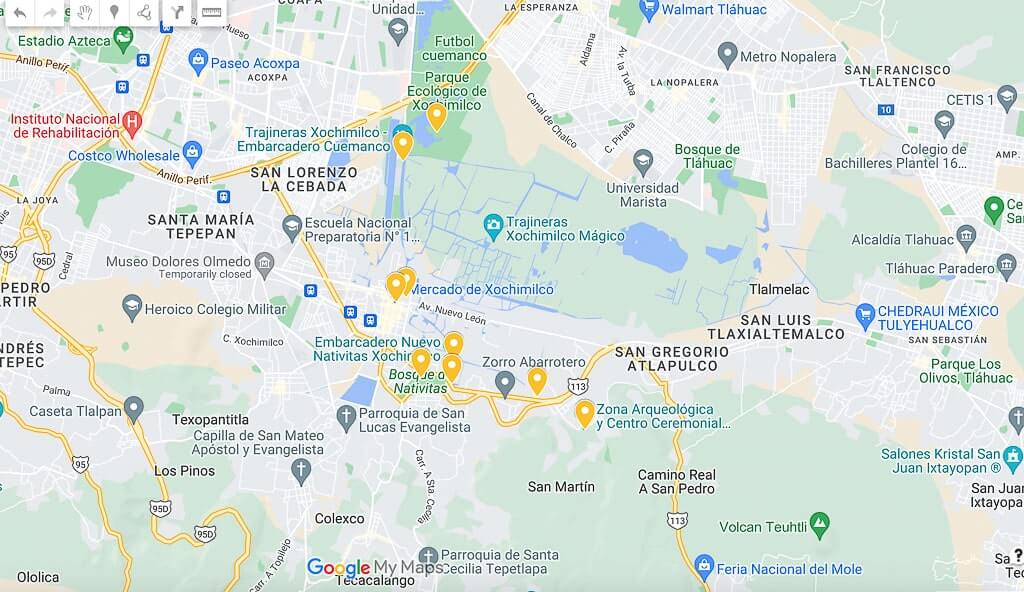 COAPA
Unidad...
LA ESPERANZA
Walmart Tláhuac
Estadio Azteca
Anillo Perif.
Paseo Acoxpa
ACOXPA
Futbol
cuemanco
Aldama
Av. la Turba
Metro Nopalera
LA NOPALERA
SAN FRANCISCO
TLALTENCO
CETIS 1
10
Parque
Ecológico de
Xochimilco
Canal de Chalco
C. Piraña
Instituto Nacional
de Rehabilitación
Trajineras Xochimilco -
Embarcadero Cuemanco
Costco Wholesale
Anillo Perif.
SAN LORENZO
LA CEBADA
Bosque de
Tláhuac
Colegio de
Bachilleres Plantel 16...
AMP.
LA JOYA
Universidad
Marista
SANTA MARÍA
TEPEPAN
Escuela Nacional
Preparatoria N° 1...
Trajineras
Xochimilco Mágico
Ce
San
Alcaldía Tlahuac
95
95D
Cedral
Museo Dolores Olmedo
Temporarily closed
Tláhuac Paradero
PEDRO
ARTIR
Mercado de Xochimilco
Tlalmelac
Heroico Colegio Militar
Av. Nuevo León
CHEDRAUI MÉXICO
TULYEHUALCO
SAN LUIS
TLAXIALTEMALCO
SAN SEBASTIÁN
C. Xochimilco
Embarcadero Nuevo
Nativitas Xochimilco
NDRÉS
TEPEC
SAN GREGORIO
ATLAPULCO
Zorro Abarrotero
Bosque de
Nativitas
Parque Los
Olivos, Tláhuac
113
Palma
Caseta Tlalpan
Texopantitla
Parroquia de San
Lucas Evangelista
Zona Arqueológica
y Centro Ceremonial...
Capilla de San Mateo
Apóstol y Evangelista
Salones Kristal San
Juan Ixtayopan ®
Los Pinos
Carr. A Sta. Cecilia
San Martín
Camino Real
A San Pedro
San Juan
Ixtayopa
95D
95D
Colexco
113
Volcan Teuhtli
Carr. A Topilejo
Parroquia de Santa
Cecilia Tepetlapa
Google My Maps
Tecacalango
Ololica
Feria Nacional del Mole
Sa
Tec
?